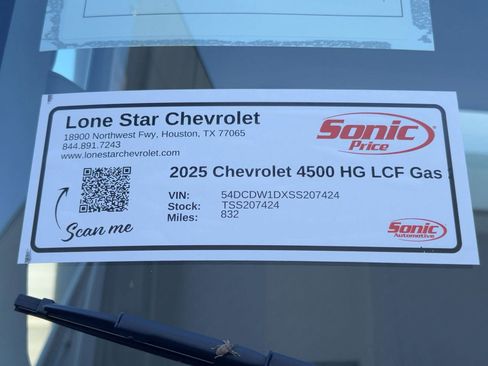 Lone Star Chevrolet
18900 Northwest Fwy, Houston, TX 77065
844.891.7243
www.lonestarchevrolet.com
Sonic
Price
2025 Chevrolet 4500 HG LCF Gas
VIN: 54DCDW1DXSS207424
Stock: TSS207424
Miles: 832
Scan me
Sonic
Automotive